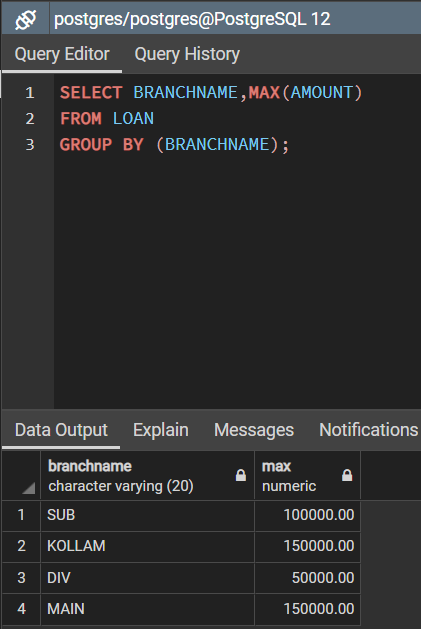 postgres/postgres@PostgreSQL 12
Query Editor Query History
1 SELECT BRANCHNAME,MAX(AMOUNT)
2 FROM LOAN
3 GROUP BY (BRANCHNAME);
Data Output Explain Messages Notifications
branchname max
character varying (20) numeric
1 SUB 100000.00
2 KOLLAM 150000.00
3 DIV 50000.00
4 MAIN 150000.00